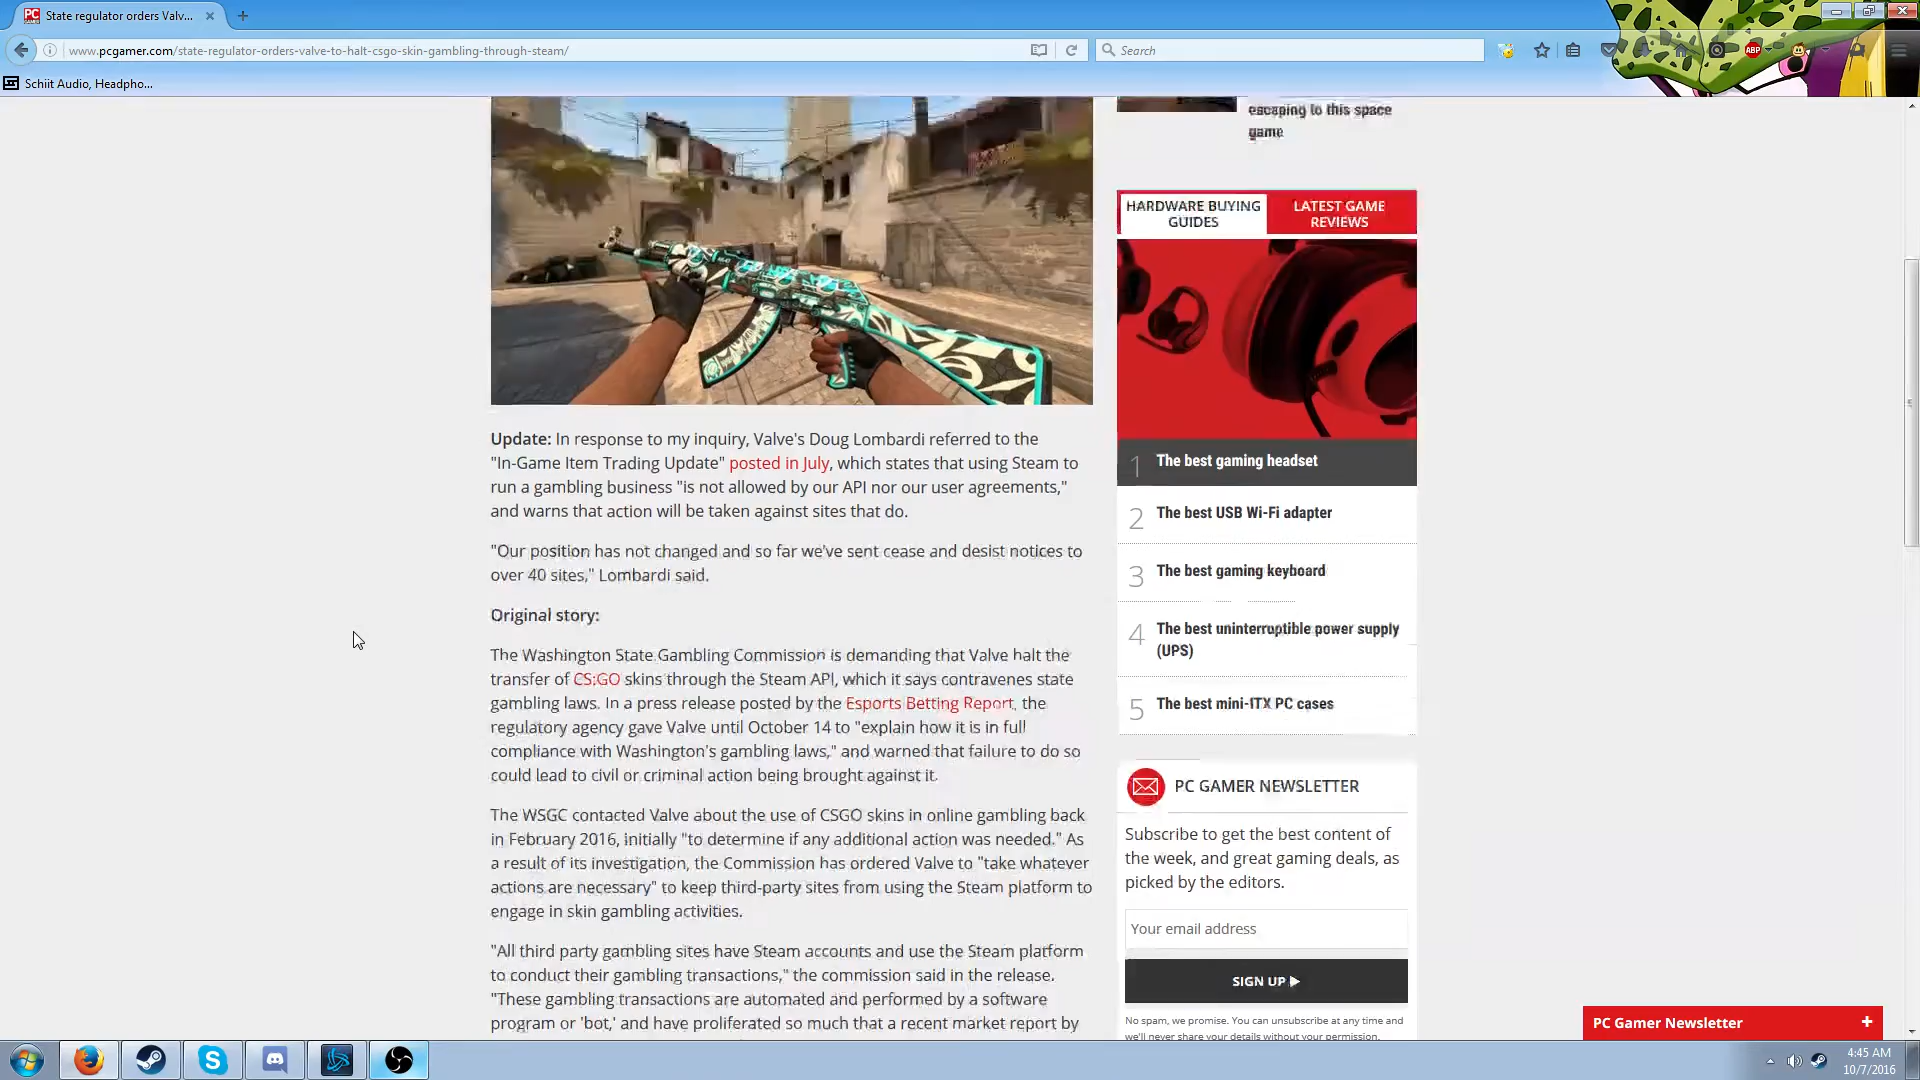 State regulator orders Valv...
www.pcgamer.com/state-regulator-orders-valve-to-halt-csgo-skin-gambling-through-steam/
Search
ABP
Schiit Audio, Headpho...
escaping to this space
game
HARDWARE BUYING
GUIDES
LATEST GAME
REVIEWS
1 The best gaming headset
2 The best USB Wi-Fi adapter
3 The best gaming keyboard
4 The best uninterruptible power supply
(UPS)
5 The best mini-ITX PC cases
Update: In response to my inquiry, Valve's Doug Lombardi referred to the
"In-Game Item Trading Update" posted in July, which states that using Steam to
run a gambling business "is not allowed by our API nor our user agreements,"
and warns that action will be taken against sites that do.
"Our position has not changed and so far we've sent cease and desist notices to
over 40 sites," Lombardi said.
Original story:
The Washington State Gambling Commission is demanding that Valve halt the
transfer of CS:GO skins through the Steam API, which it says contravenes state
gambling laws. In a press release posted by the Esports Betting Report, the
regulatory agency gave Valve until October 14 to "explain how it is in full
compliance with Washington's gambling laws," and warned that failure to do so
could lead to civil or criminal action being brought against it.
The WSGC contacted Valve about the use of CSGO skins in online gambling back
in February 2016, initially "to determine if any additional action was needed." As
a result of its investigation, the Commission has ordered Valve to "take whatever
actions are necessary" to keep third-party sites from using the Steam platform to
engage in skin gambling activities.
"All third party gambling sites have Steam accounts and use the Steam platform
to conduct their gambling transactions," the commission said in the release.
"These gambling transactions are automated and performed by a software
program or 'bot,' and have proliferated so much that a recent market report by
PC GAMER NEWSLETTER
Subscribe to get the best content of
the week, and great gaming deals, as
picked by the editors.
Your email address
SIGN UP
No spam, we promise. You can unsubscribe at any time and
we'll never share your details without your permission.
PC Gamer Newsletter +
4:45 AM
10/7/2016